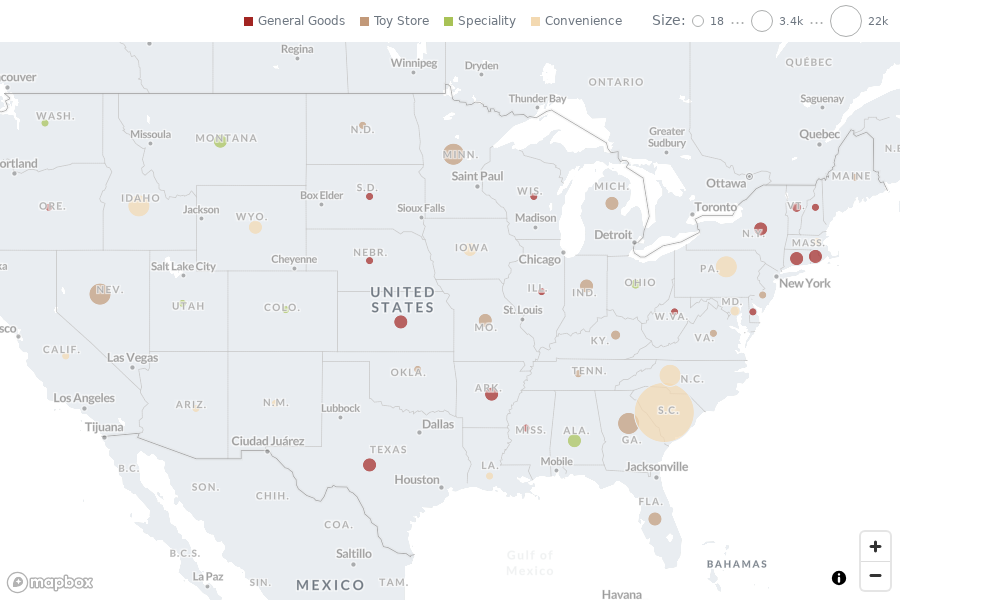 General Goods Toy Store Speciality Convenience Size: 18 ... 3.4k ... 22k
Regina Winnipeg Dryden QUÉBEC
couver ONTARIO
Thunder Bay Saguenay
WASH. N.D. Greater Sudbury Quebec
Missoula MONTANA MINN. N.B
ortland Saint Paul Ottawa MAINE
IDAHO Box Elder S.D. WIS. MICH.
ORE. Jackson WYO. Sioux Falls Madison Toronto VT.
NEBR. IOWA Detroit N.Y. MASS.
ka Salt Lake City Cheyenne Chicago PA. New York
NEV. UTAH COLO. UNITED STATES ILL. IND. OHIO MD.
sco MO. St. Louis W.VA.
CALIF. Las Vegas KY. VA.
OKLA. TENN. N.C.
Los Angeles ARIZ. N.M. Lubbock ARK. S.C.
Tijuana Ciudad Juárez Dallas MISS. ALA. GA.
TEXAS
B.C. Houston LA. Mobile Jacksonville
SON. CHIH. FLA.
COA.
B.C.S. Saltillo Gulf of Mexico BAHAMAS
La Paz SIN. MEXICO TAM.
mapbox Havana